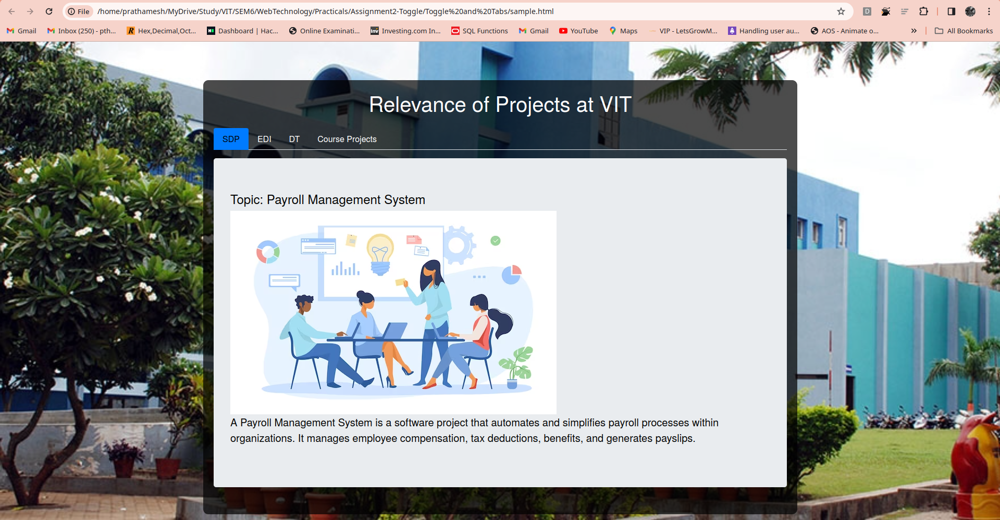 File /home/prathamesh/MyDrive/Study/VIT/SEM6/WebTechnology/Practicals/Assignment2-Toggle/Toggle%20and%20Tabs/sample.html D
Gmail Inbox (250) - pth... R Hex,Decimal,Oct... H Dashboard | Hac... Online Examinati... Inv Investing.com In... SQL Functions Gmail YouTube Maps VIP - LetsGrowM... Handling user au... AOS - Animate o... » All Bookmarks
Relevance of Projects at VIT
SDP EDI DT Course Projects
Topic: Payroll Management System
A Payroll Management System is a software project that automates and simplifies payroll processes within
organizations. It manages employee compensation, tax deductions, benefits, and generates payslips.